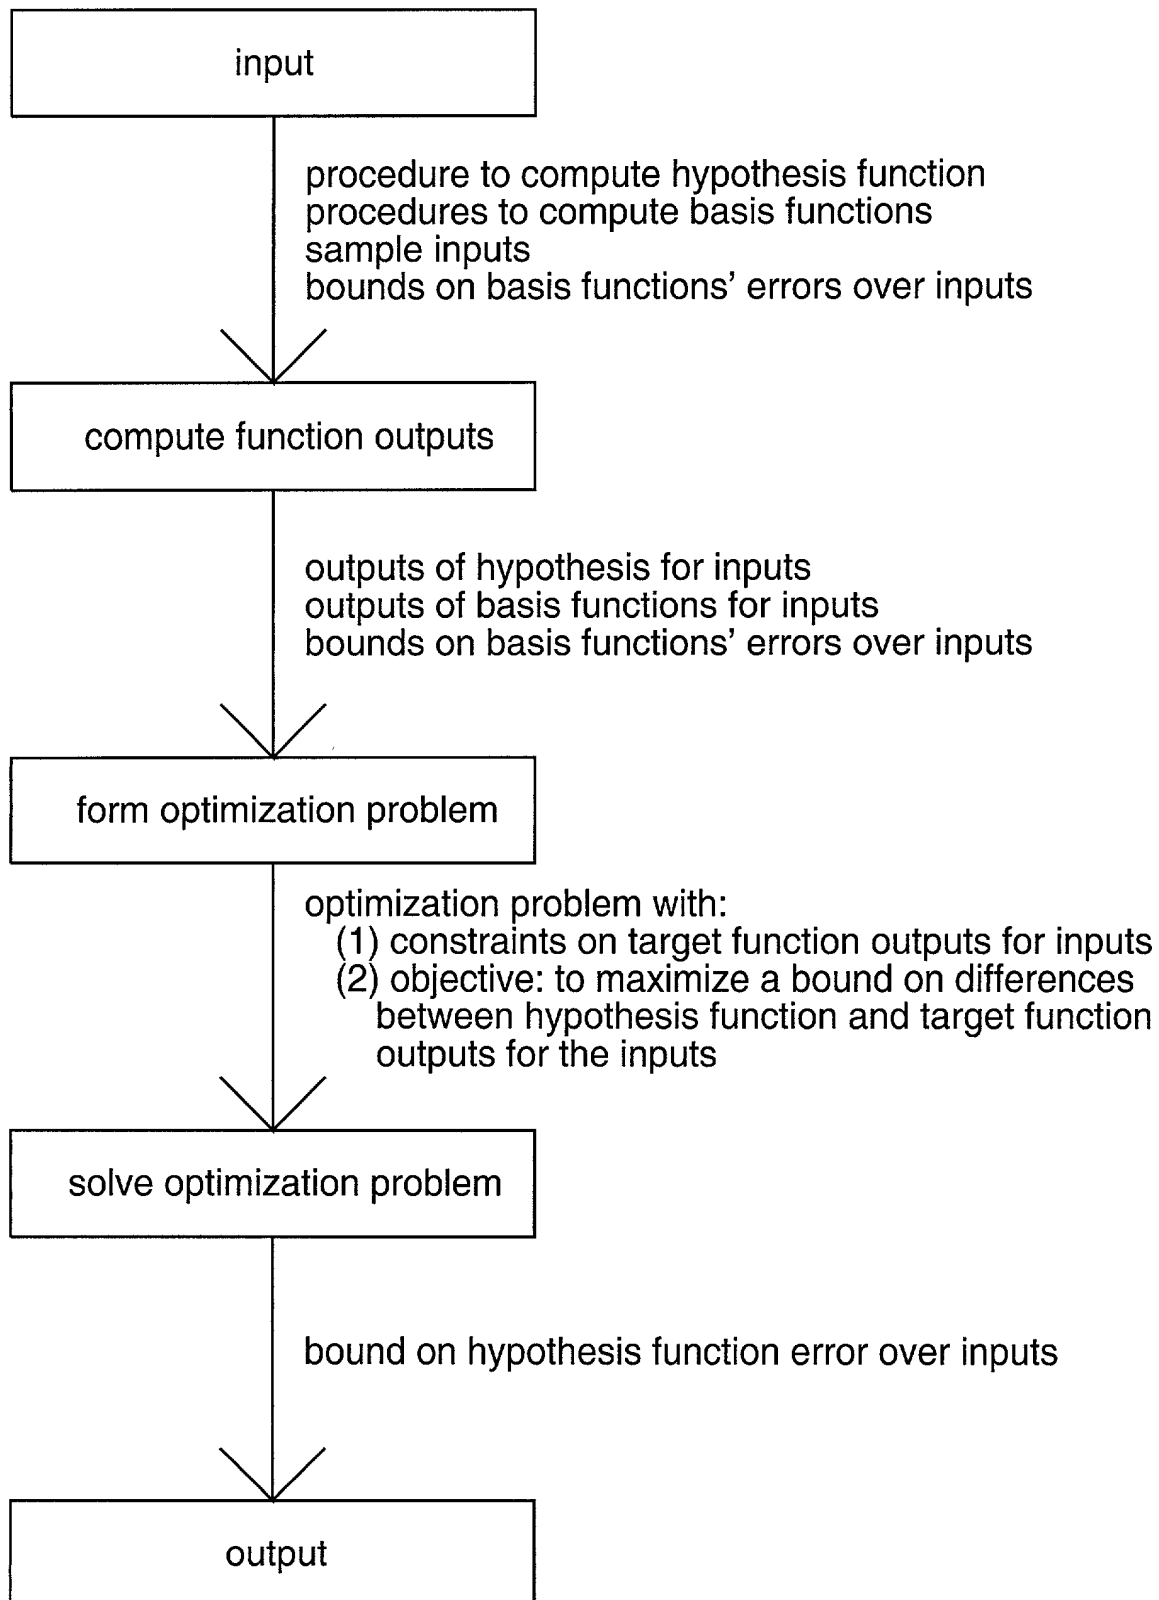 input
procedure to compute hypothesis function
procedures to compute basis functions
sample inputs
bounds on basis functions’ errors over inputs
compute function outputs
outputs of hypothesis for inputs
outputs of basis functions for inputs
bounds on basis functions’ errors over inputs
form optimization problem
optimization problem with:
(1) constraints on target function outputs for inputs
(2) objective: to maximize a bound on differences
between hypothesis function and target function
outputs for the inputs
solve optimization problem
bound on hypothesis function error over inputs
output